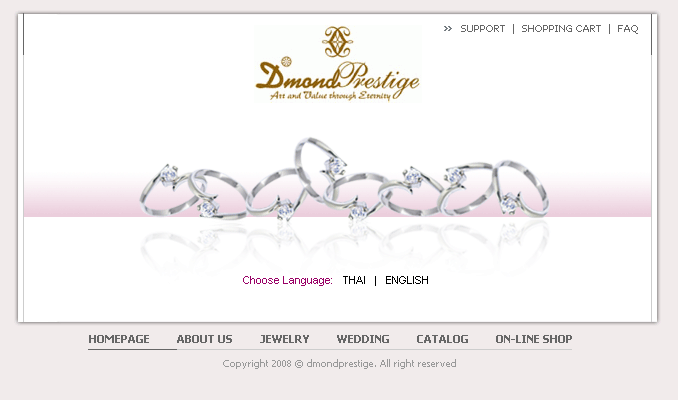 >> SUPPORT | SHOPPING CART | FAQ
DmondPrestige
Art and Value through Eternity
Choose Language: THAI | ENGLISH
HOMEPAGE ABOUT US JEWELRY WEDDING CATALOG ON-LINE SHOP
Copyright 2008 © dmondprestige. All right reserved